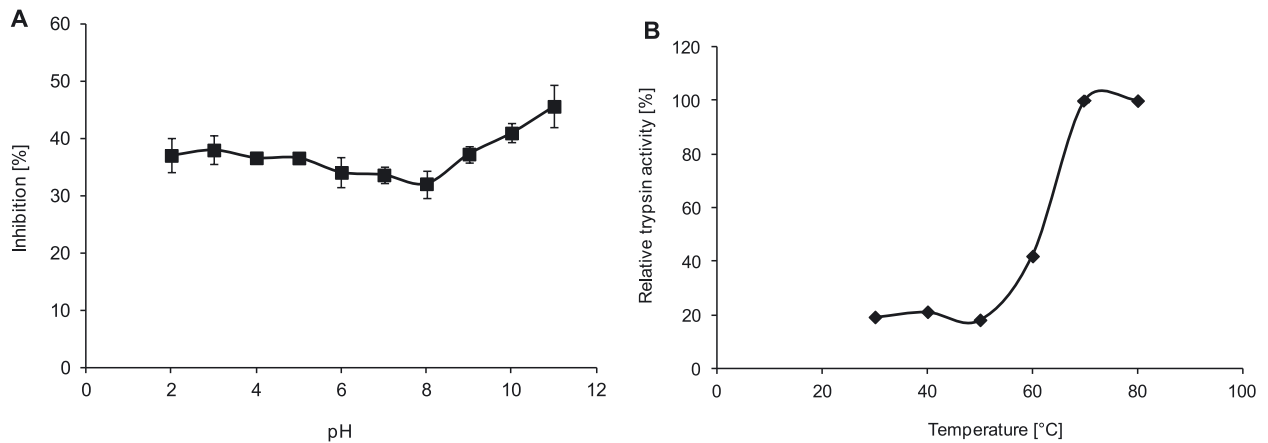 A
60
50
40
30
20
10
0
Inhibition [%]
0 2 4 6 8 10 12
pH
B
120
100
80
60
40
20
0
Relative trypsin activity [%]
0 20 40 60 80 100
Temperature [°C]